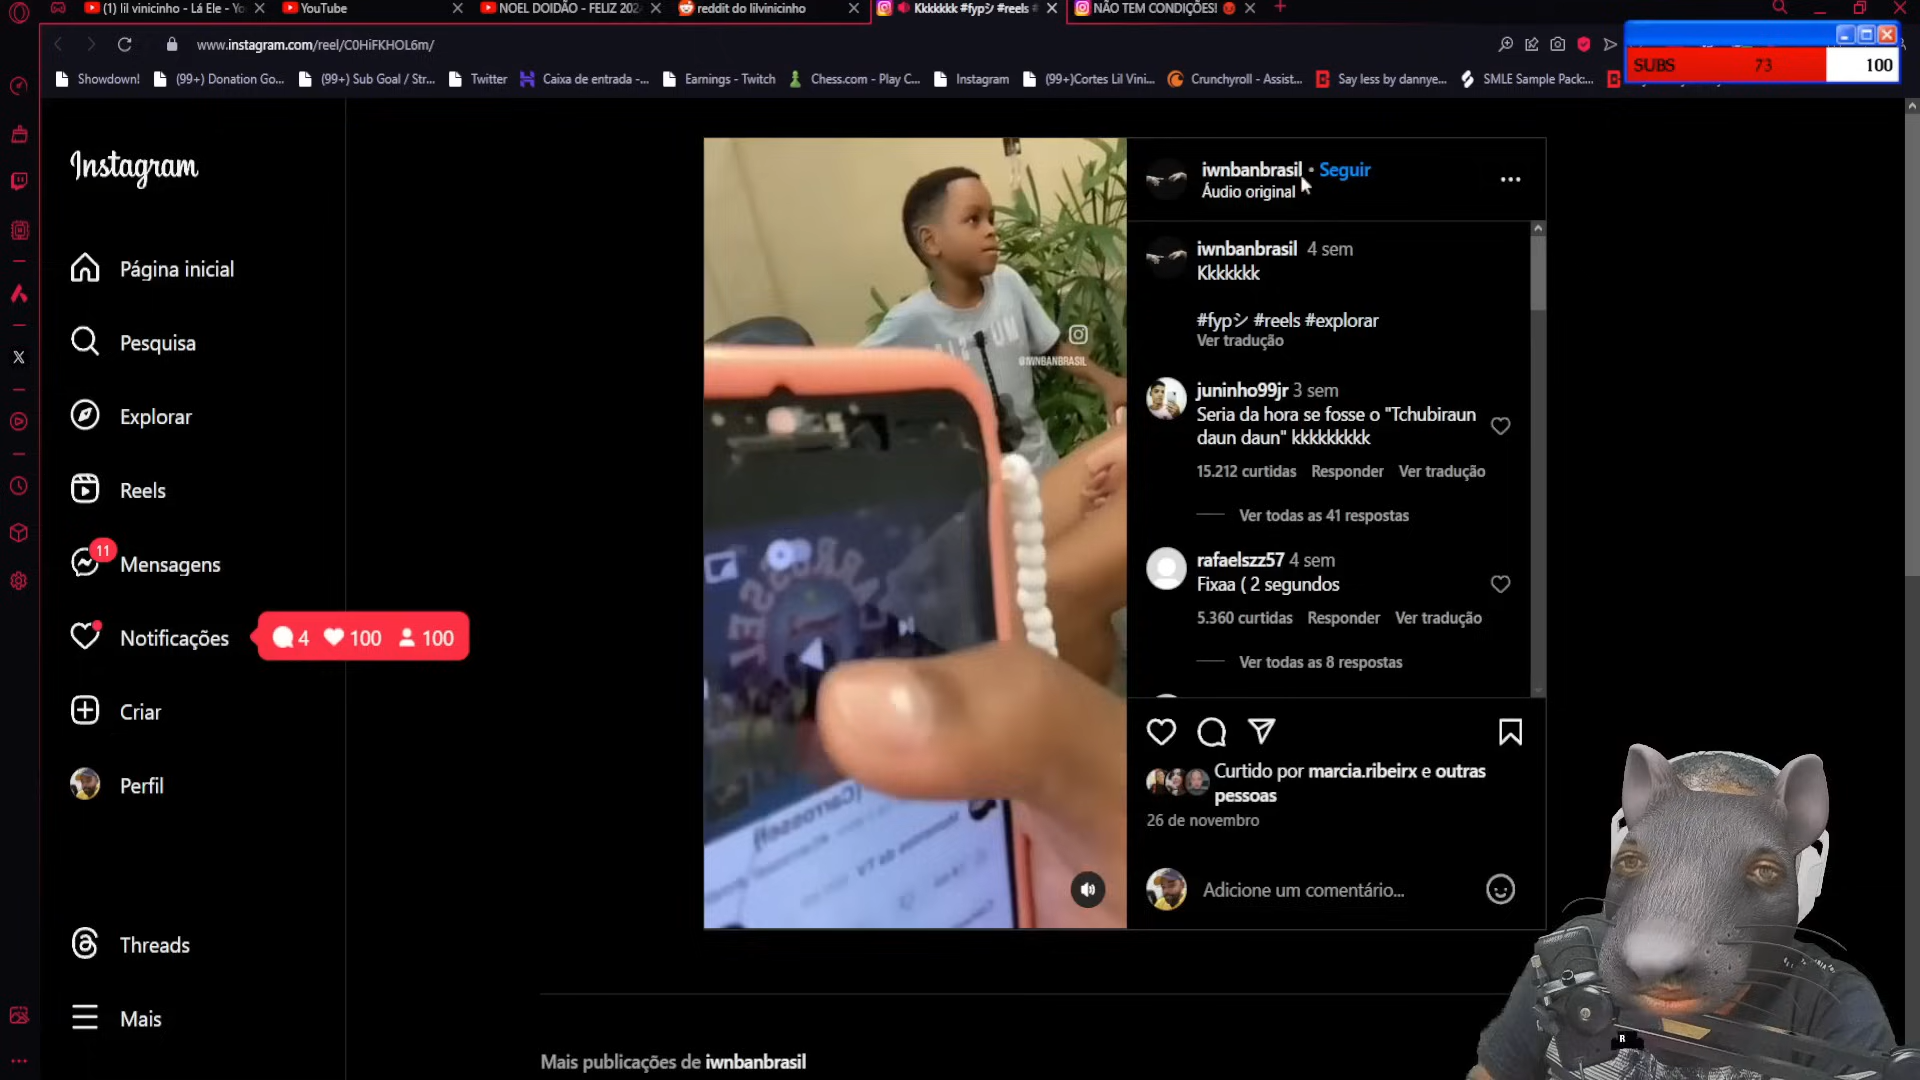 (1) lil vinicinho - Lá Ele - Yo
YouTube
NOEL DOIDÃO - FELIZ 202
reddit do lilvinicinho
Kkkkkkk #fypシ #reels #
NÃO TEM CONDIÇÕES!
www.instagram.com/reel/C0HiFKHOL6m/
Showdown!
(99+) Donation Go...
(99+) Sub Goal / Str...
Twitter
Caixa de entrada -...
Earnings - Twitch
Chess.com - Play C...
Instagram
(99+)Cortes Lil Vini...
Crunchyroll - Assist...
Say less by dannye...
SMLE Sample Pack:...
SUBS 73 100
Instagram
Página inicial
Pesquisa
Explorar
Reels
11
Mensagens
Notificações
4 100 100
Criar
Perfil
Threads
Mais
@IWNBANBRASIL
iwnbanbrasil • Seguir
Áudio original
iwnbanbrasil 4 sem
Kkkkkkk
#fypシ #reels #explorar
Ver tradução
juninho99jr 3 sem
Seria da hora se fosse o "Tchubiraun
daun daun" kkkkkkkkk
15.212 curtidas Responder Ver tradução
Ver todas as 41 respostas
rafaelszz57 4 sem
Fixaa ( 2 segundos
5.360 curtidas Responder Ver tradução
Ver todas as 8 respostas
Curtido por marcia.ribeirx e outras
pessoas
26 de novembro
Adicione um comentário...
Mais publicações de iwnbanbrasil
CARROSSEL
R